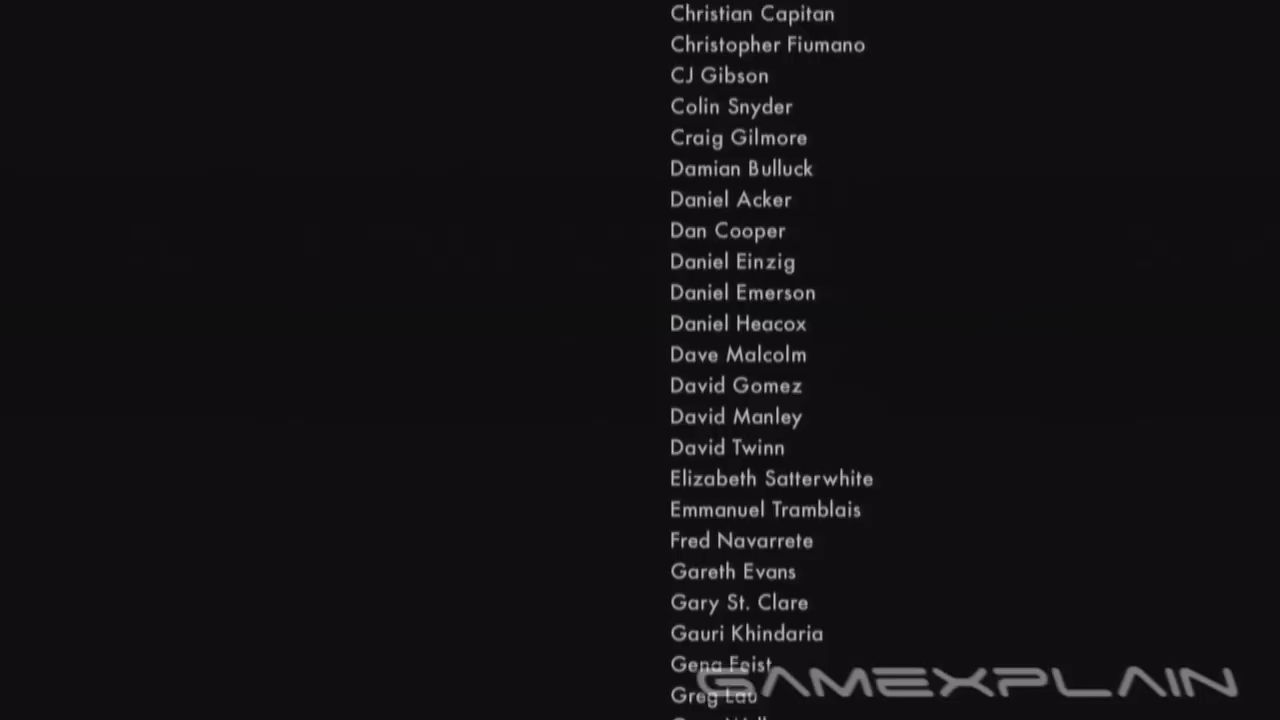 Christian Capitan
Christopher Fiumano
CJ Gibson
Colin Snyder
Craig Gilmore
Damian Bulluck
Daniel Acker
Dan Cooper
Daniel Einzig
Daniel Emerson
Daniel Heacox
Dave Malcolm
David Gomez
David Manley
David Twinn
Elizabeth Satterwhite
Emmanuel Tramblais
Fred Navarrete
Gareth Evans
Gary St. Clare
Gauri Khindaria
Gena Feist
Greg Lau
GAMEXPLAIN